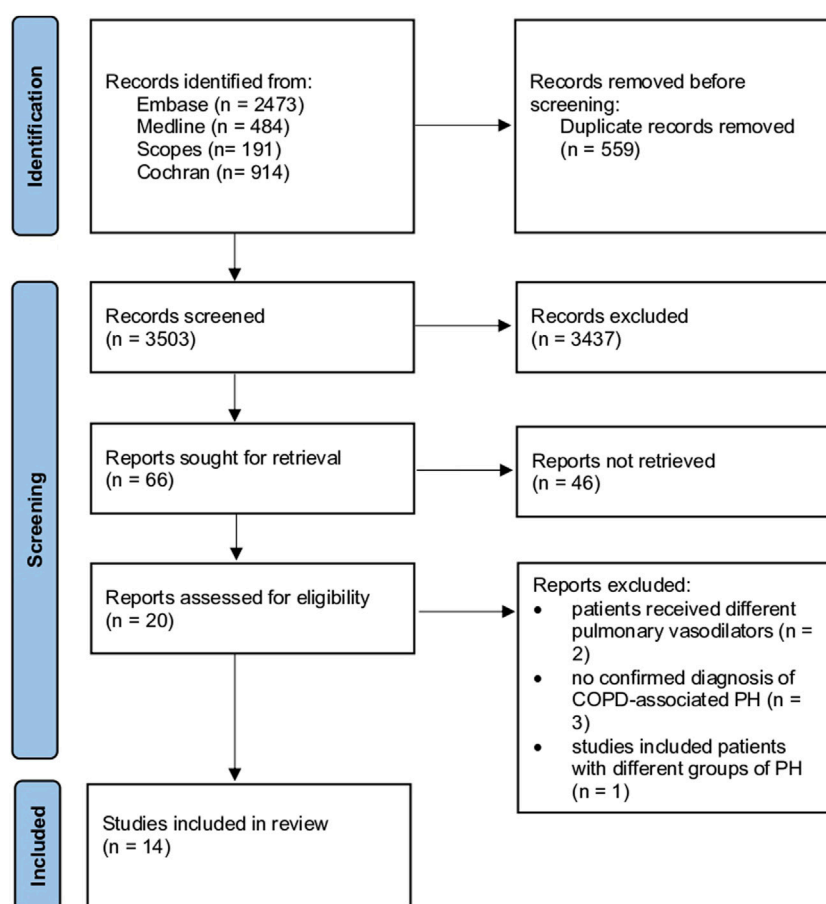 Identification
Records identified from:
Embase (n = 2473)
Medline (n = 484)
Scopes (n= 191)
Cochran (n= 914)
Records removed before
screening:
Duplicate records removed
(n = 559)
Screening
Records screened
(n = 3503)
Records excluded
(n = 3437)
Reports sought for retrieval
(n = 66)
Reports not retrieved
(n = 46)
Reports assessed for eligibility
(n = 20)
Reports excluded:
• patients received different
pulmonary vasodilators (n =
2)
• no confirmed diagnosis of
COPD-associated PH (n =
3)
• studies included patients
with different groups of PH
(n = 1)
Included
Studies included in review
(n = 14)